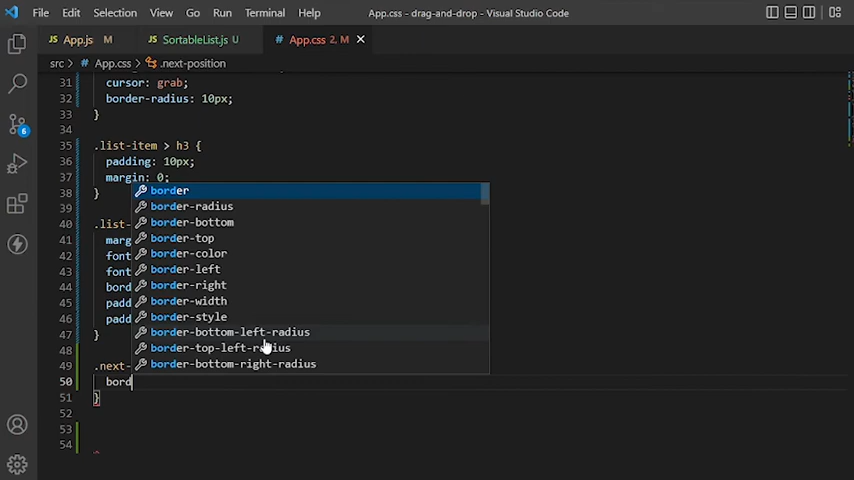 File Edit Selection View Go Run Terminal Help App.css - drag-and-drop - Visual Studio Code
App.js M SortableList.js U App.css 2, M
src > App.css > .next-position
31 cursor: grab;
32 border-radius: 10px;
33 }
34
35 .list-item > h3 {
36 padding: 10px;
37 margin: 0;
38 }
39
40 .list-
41 marg
42 font
43 font
44 bord
45 padd
46 padd
47 }
48
49 .next-
50 bord
51 }
52
53
54
border
border-radius
border-bottom
border-top
border-color
border-left
border-right
border-width
border-style
border-bottom-left-radius
border-top-left-radius
border-bottom-right-radius
6